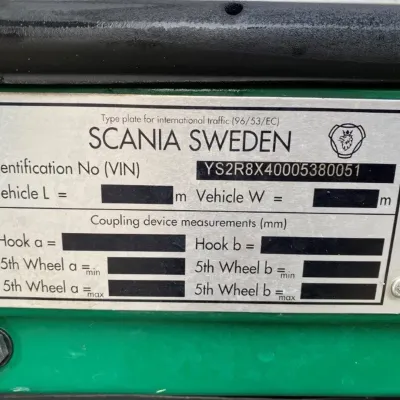 Type plate for international traffic (96/53/EC)
SCANIA SWEDEN
entification No (VIN) YS2R8X40005380051
ehicle L = m Vehicle W = m
Coupling device measurements (mm)
Hook a = Hook b =
5th Wheel a =min 5th Wheel b =min
5th Wheel a =max 5th Wheel b =max